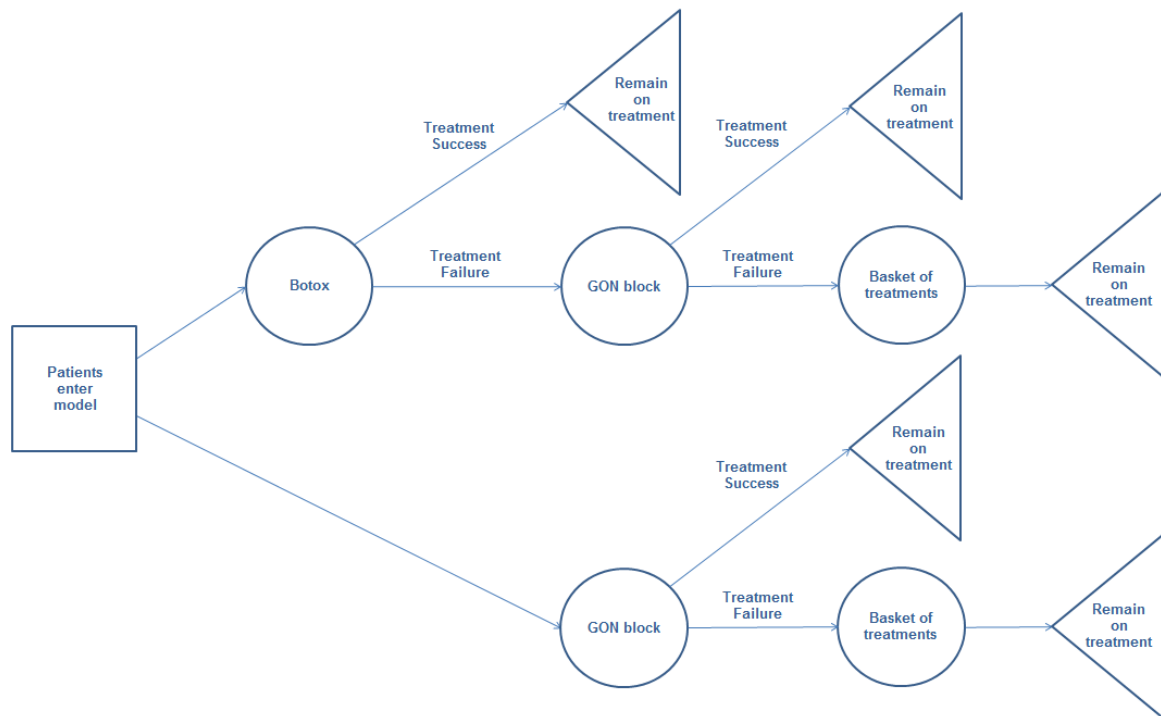 Remain
on
treatment
Remain
on
treatment
Treatment
Success
Treatment
Success
Botox
Treatment
Failure
GON block
Treatment
Failure
Basket of
treatments
Remain
on
treatment
Patients
enter
model
Remain
on
treatment
Treatment
Success
GON block
Treatment
Failure
Basket of
treatments
Remain
on
treatment